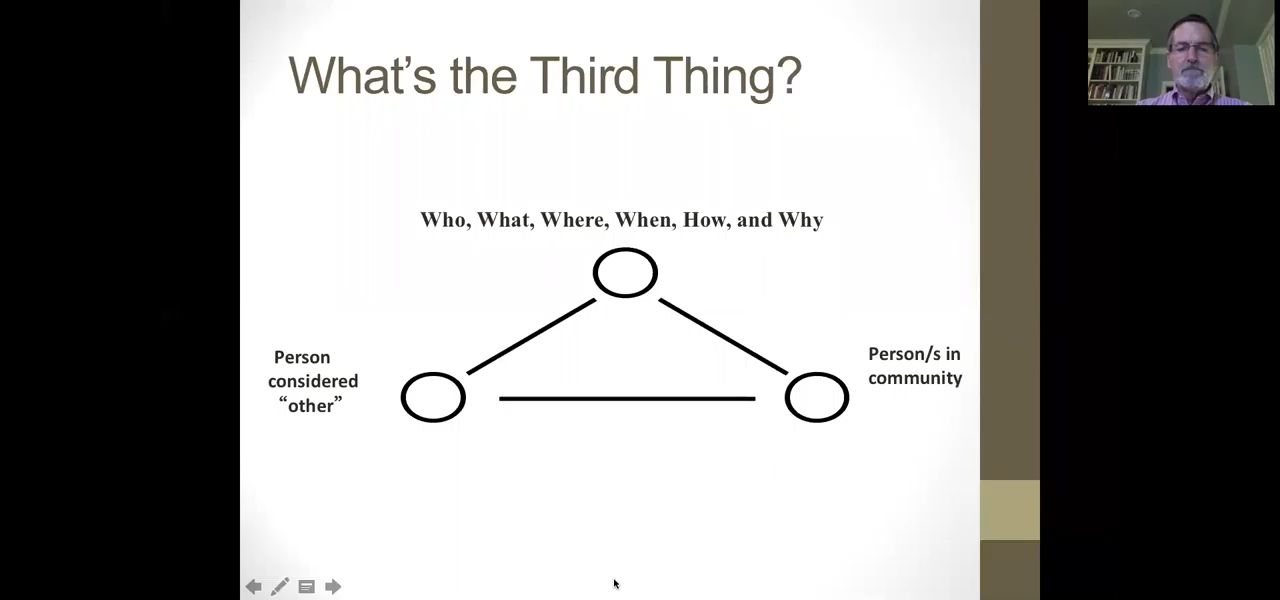 What’s the Third Thing?
Who, What, Where, When, How, and Why
Person
considered
“other”
Person/s in
community